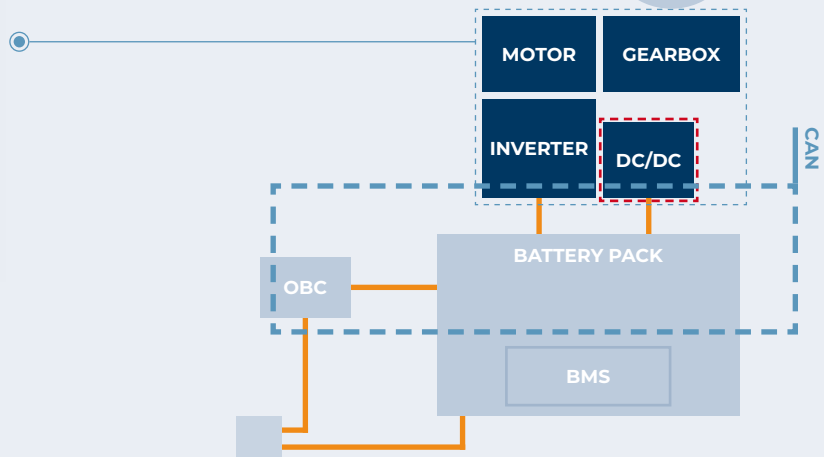 MOTOR
GEARBOX
INVERTER
DC/DC
CAN
BATTERY PACK
OBC
BMS